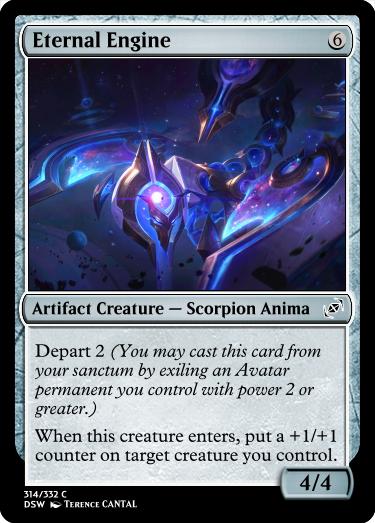 Eternal Engine 6
Artifact Creature — Scorpion Anima
Depart 2 (You may cast this card from
your sanctum by exiling an Avatar
permanent you control with power 2 or
greater.)
When this creature enters, put a +1/+1
counter on target creature you control.
4/4
314/332 C
DSW Terence CANTAL